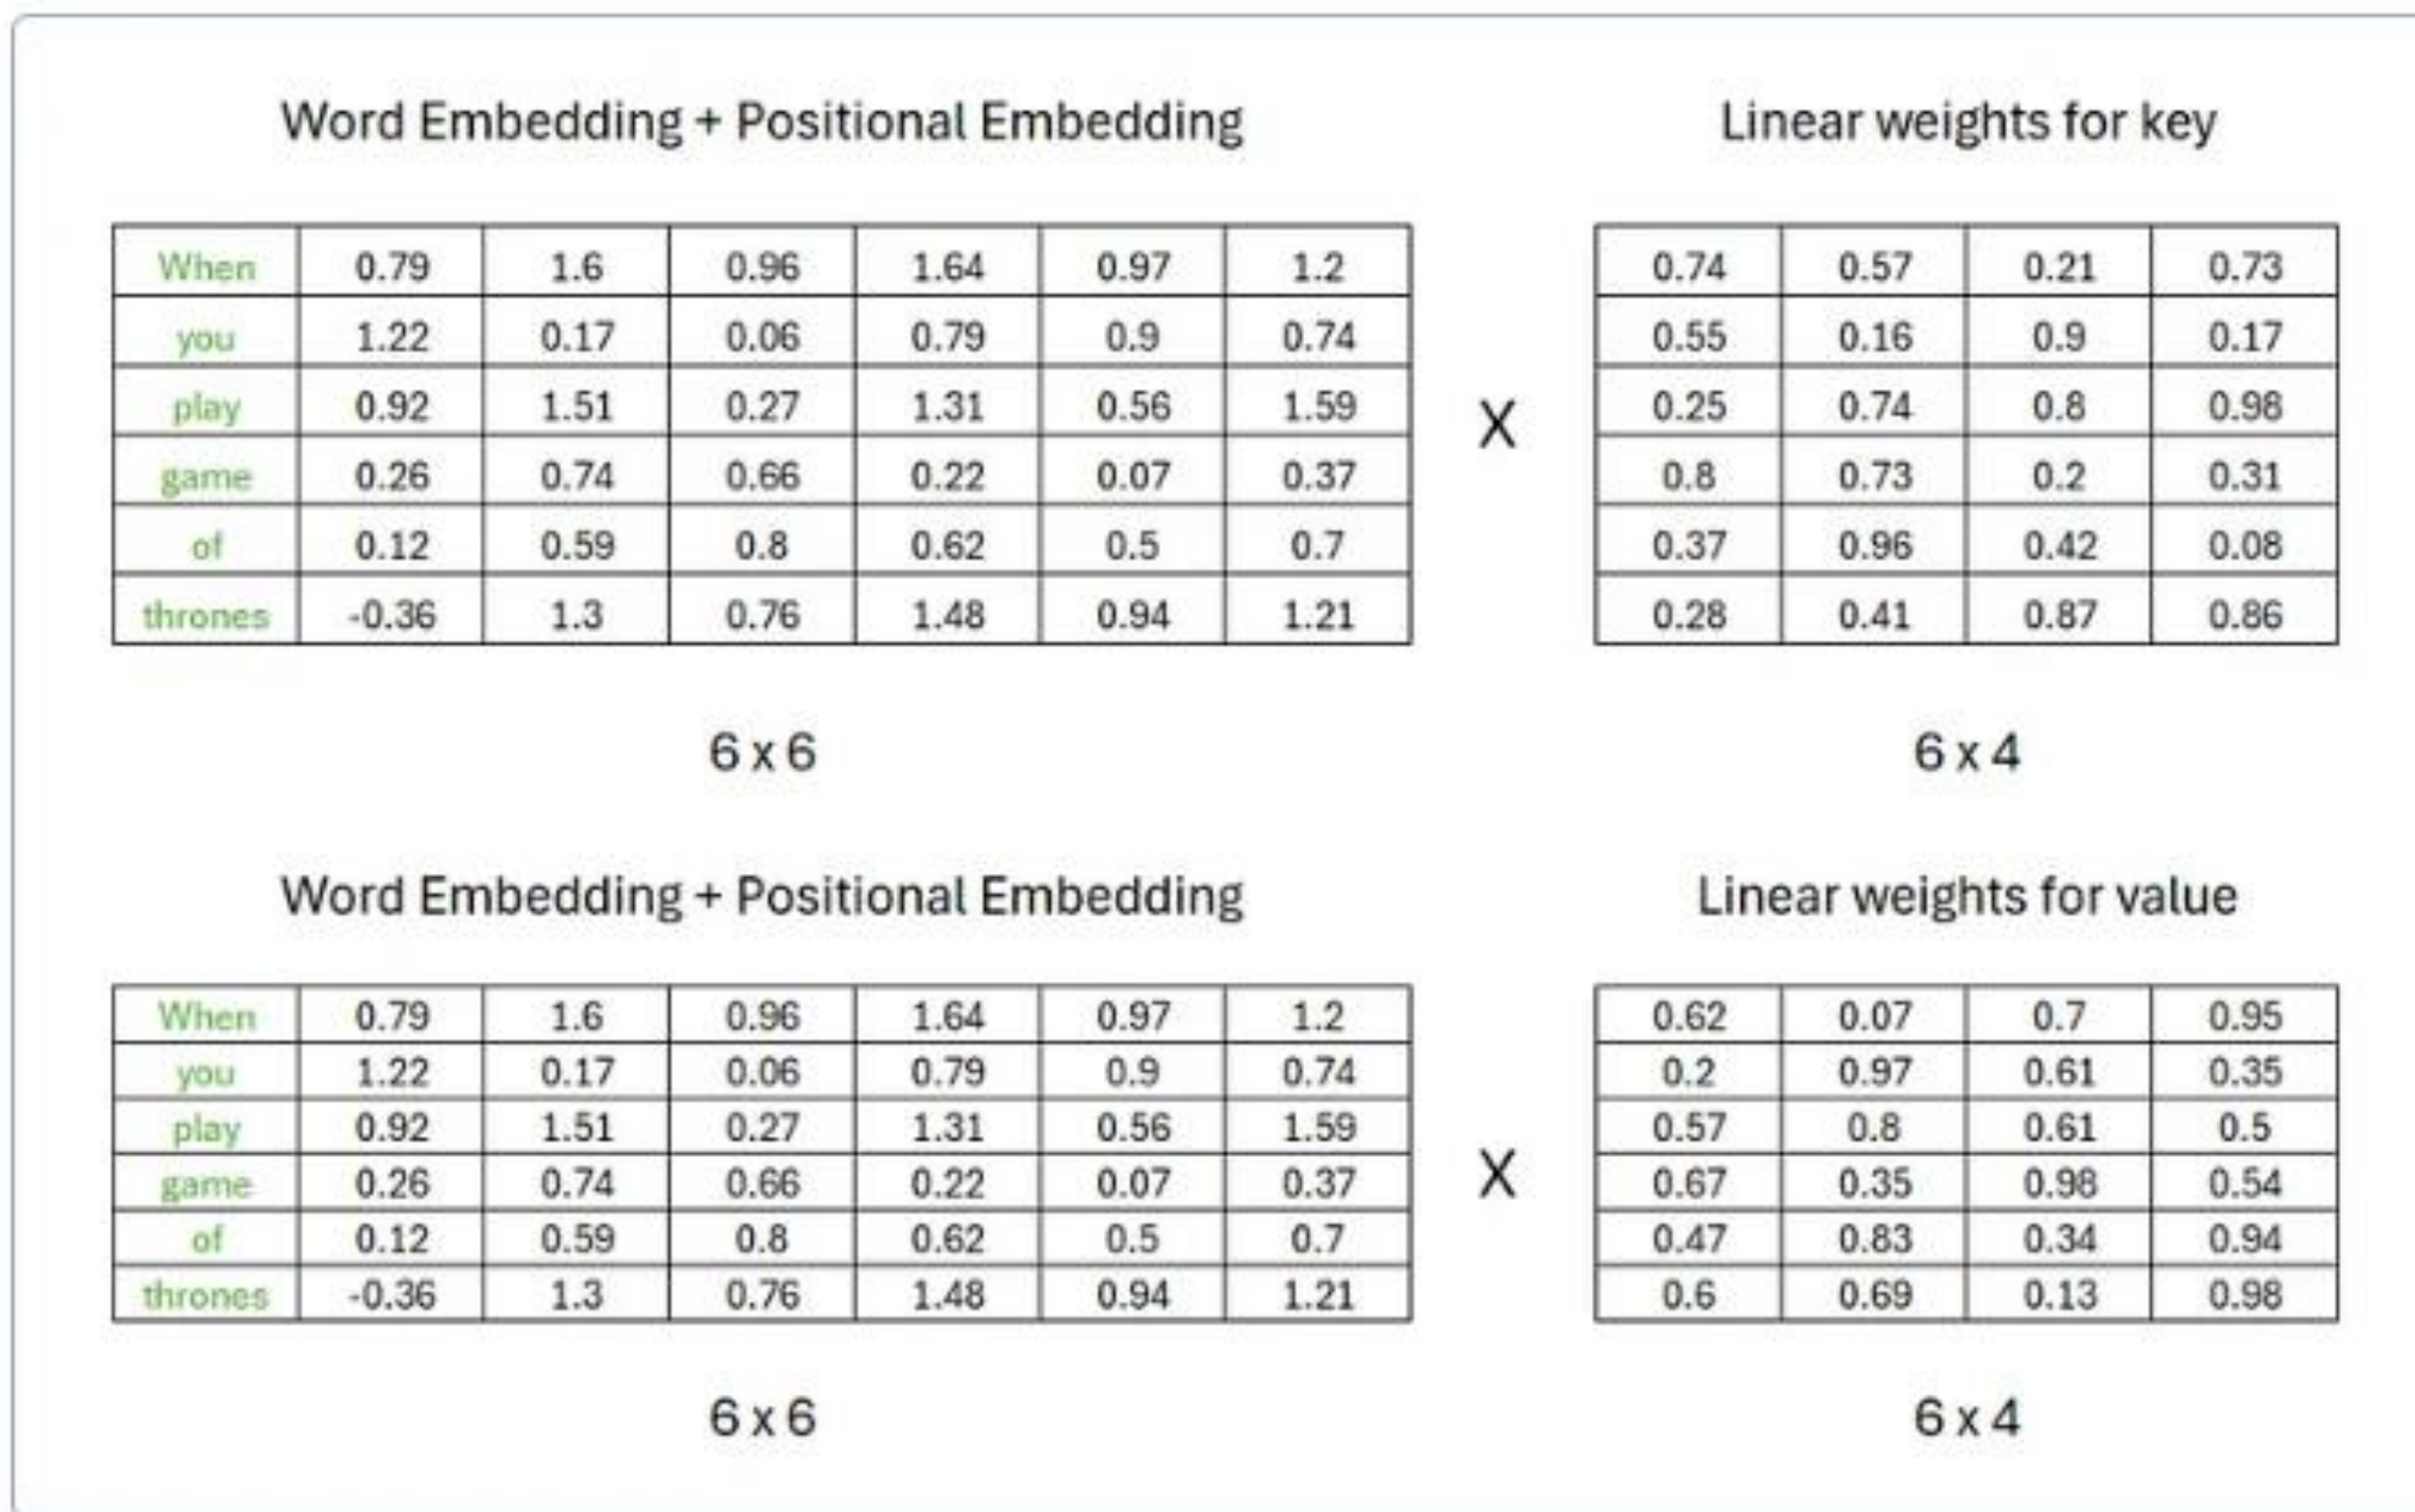 Word Embedding + Positional Embedding Linear weights for key
When 0.79 1.6 0.96 1.64 0.97 1.2 0.74 0.57 0.21 0.73
you 1.22 0.17 0.06 0.79 0.9 0.74 0.55 0.16 0.9 0.17
play 0.92 1.51 0.27 1.31 0.56 1.59 X 0.25 0.74 0.8 0.98
game 0.26 0.74 0.66 0.22 0.07 0.37 0.8 0.73 0.2 0.31
of 0.12 0.59 0.8 0.62 0.5 0.7 0.37 0.96 0.42 0.08
thrones -0.36 1.3 0.76 1.48 0.94 1.21 0.28 0.41 0.87 0.86
6 x 6 6 x 4
Word Embedding + Positional Embedding Linear weights for value
When 0.79 1.6 0.96 1.64 0.97 1.2 0.62 0.07 0.7 0.95
you 1.22 0.17 0.06 0.79 0.9 0.74 0.2 0.97 0.61 0.35
play 0.92 1.51 0.27 1.31 0.56 1.59 0.57 0.8 0.61 0.5
game 0.26 0.74 0.66 0.22 0.07 0.37 X 0.67 0.35 0.98 0.54
of 0.12 0.59 0.8 0.62 0.5 0.7 0.47 0.83 0.34 0.94
thrones -0.36 1.3 0.76 1.48 0.94 1.21 0.6 0.69 0.13 0.98
6 x 6 6 x 4